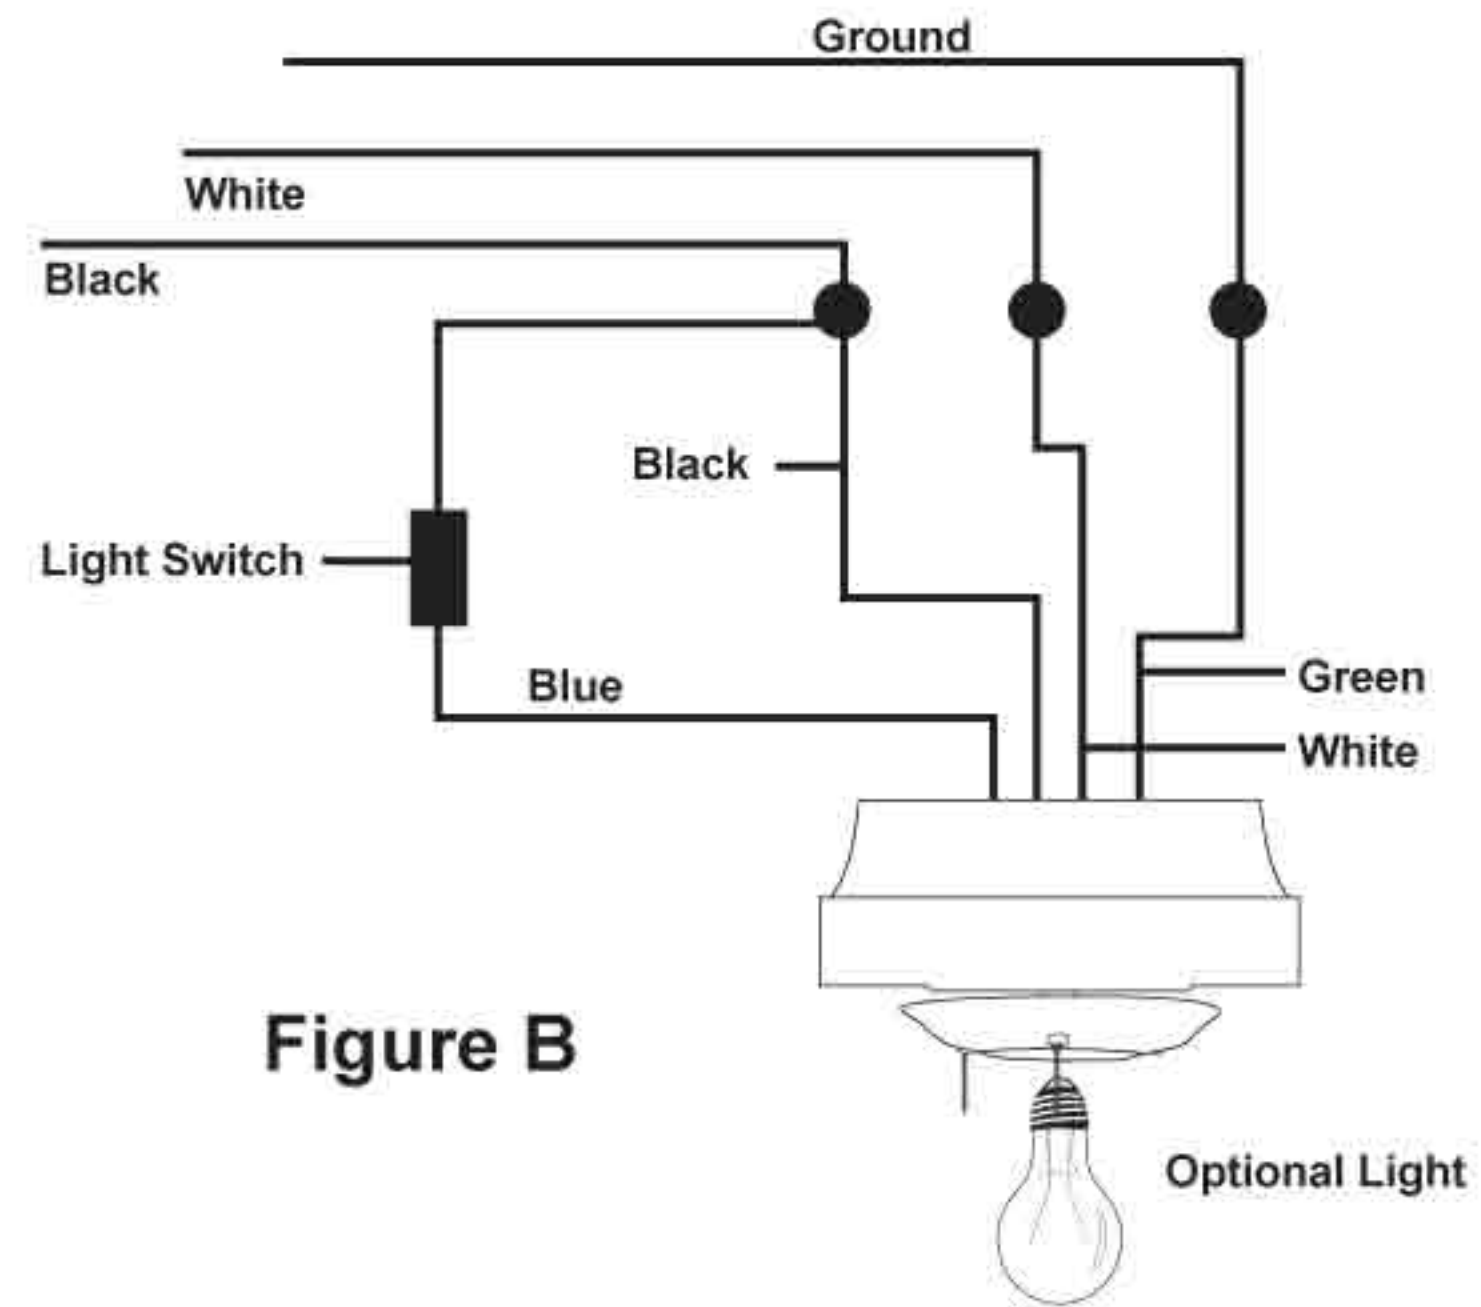 Ground
White
Black
Black
Light Switch
Blue
Green
White
Figure B
Optional Light